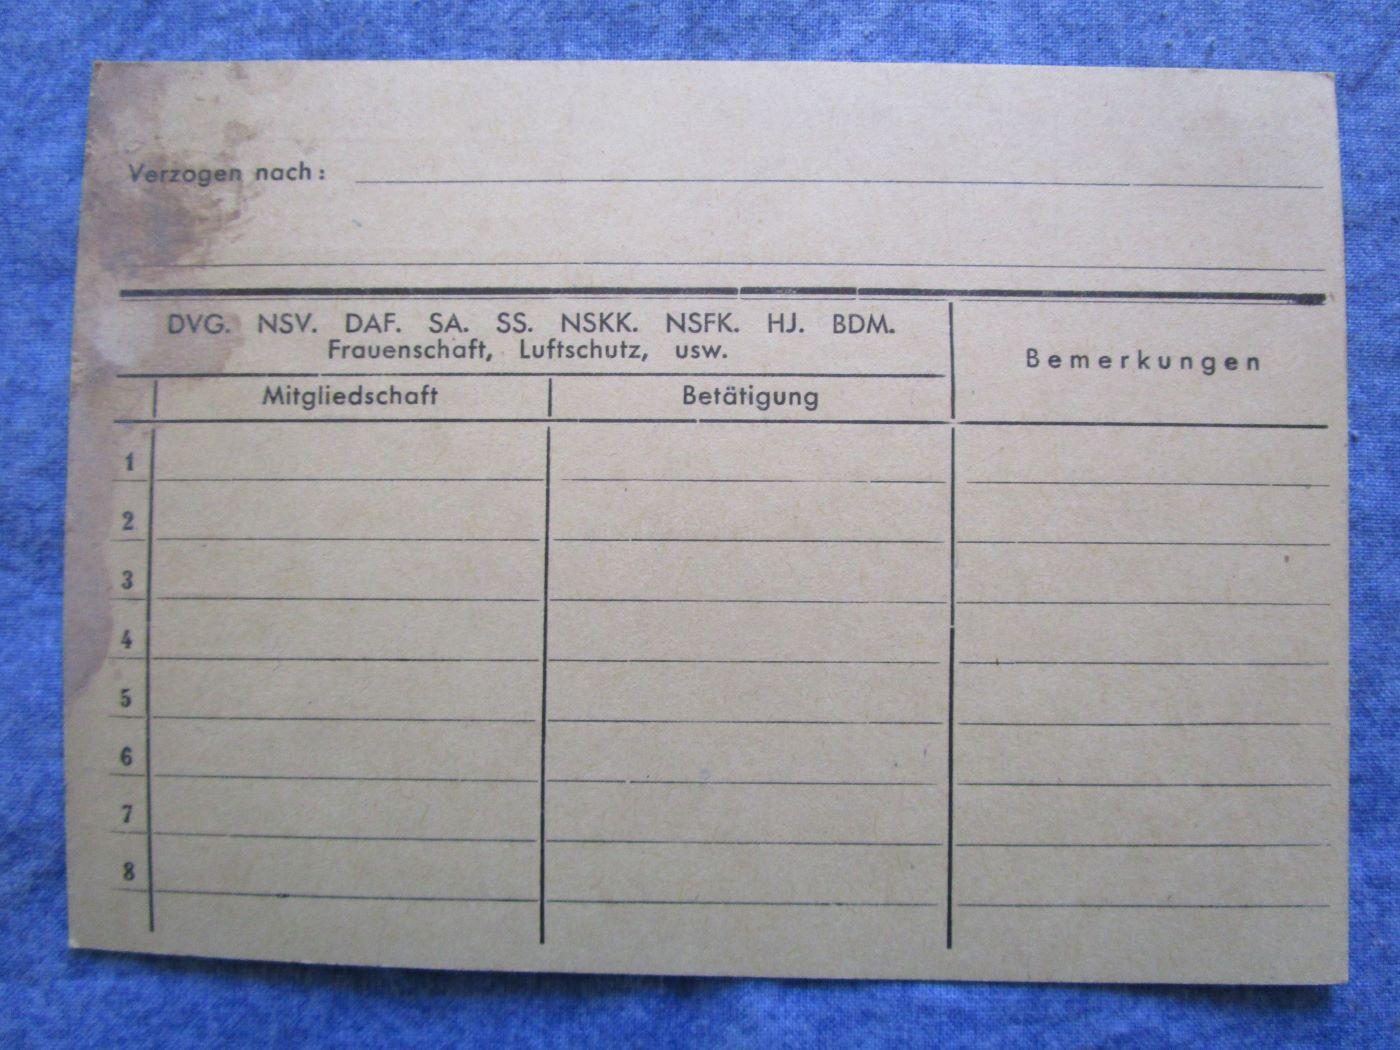 Verzogen nach:
DVG. NSV. DAF. SA. SS. NSKK. NSFK. HJ. BDM.
Frauenschaft, Luftschutz, usw.
Bemerkungen
Mitgliedschaft Betätigung
1
2
3
4
5
6
7
8